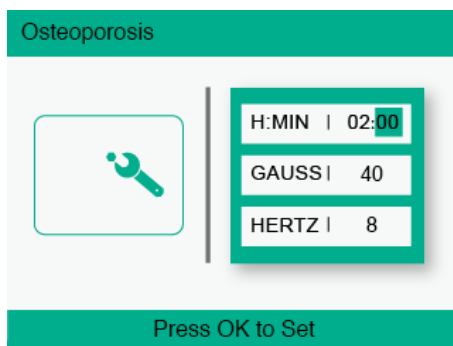 Osteoporosis
H:MIN | 02:00
GAUSS | 40
HERTZ | 8
Press OK to Set